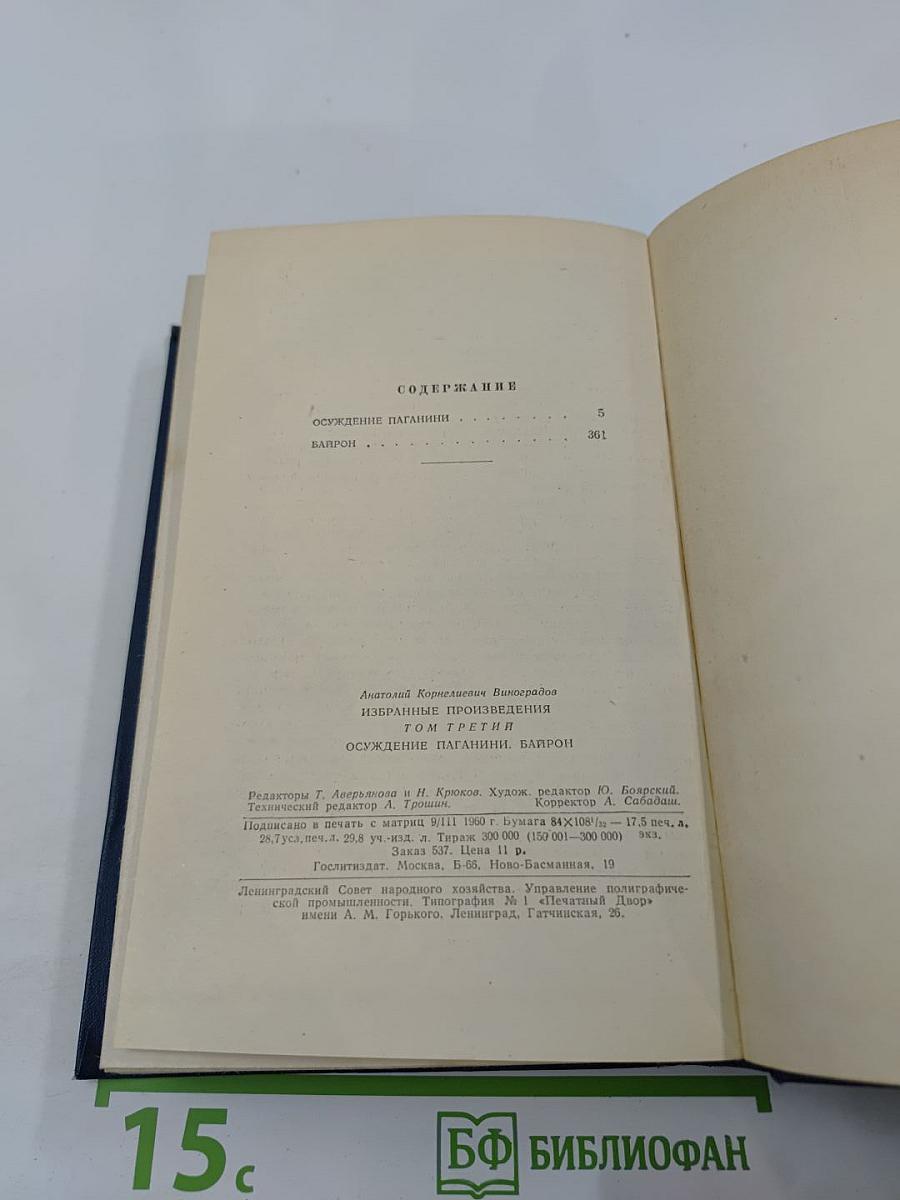 СОДЕРЖАНИЕ
ОСУЖДЕНИЕ ПАГАНИНИ . . . . . . . . 5
БАЙРОН . . . . . . . . . . . . . . 361
Анатолий Корнелиевич Виноградов
ИЗБРАННЫЕ ПРОИЗВЕДЕНИЯ
ТОМ ТРЕТИЙ
ОСУЖДЕНИЕ ПАГАНИНИ. БАЙРОН
Редакторы Т. Аверьянова и Н. Крюков. Худож. редактор Ю. Боярский.
Технический редактор А. Трошин. Корректор А. Сабадаш.
Подписано в печать с матриц 9/III 1960 г. Бумага 84×108¹/₃₂ — 17,5 печ. л.
28,7 усл. печ. л. 29,8 уч.-изд. л. Тираж 300 000 (150 001—300 000) экз.
Заказ 537. Цена 11 р.
Гослитиздат. Москва, Б-66, Ново-Басманная, 19
Ленинградский Совет народного хозяйства. Управление полиграфиче-
ской промышленности. Типография № 1 «Печатный Двор»
имени А. М. Горького. Ленинград, Гатчинская, 26.
15 с
БФ БИБЛИОФАН